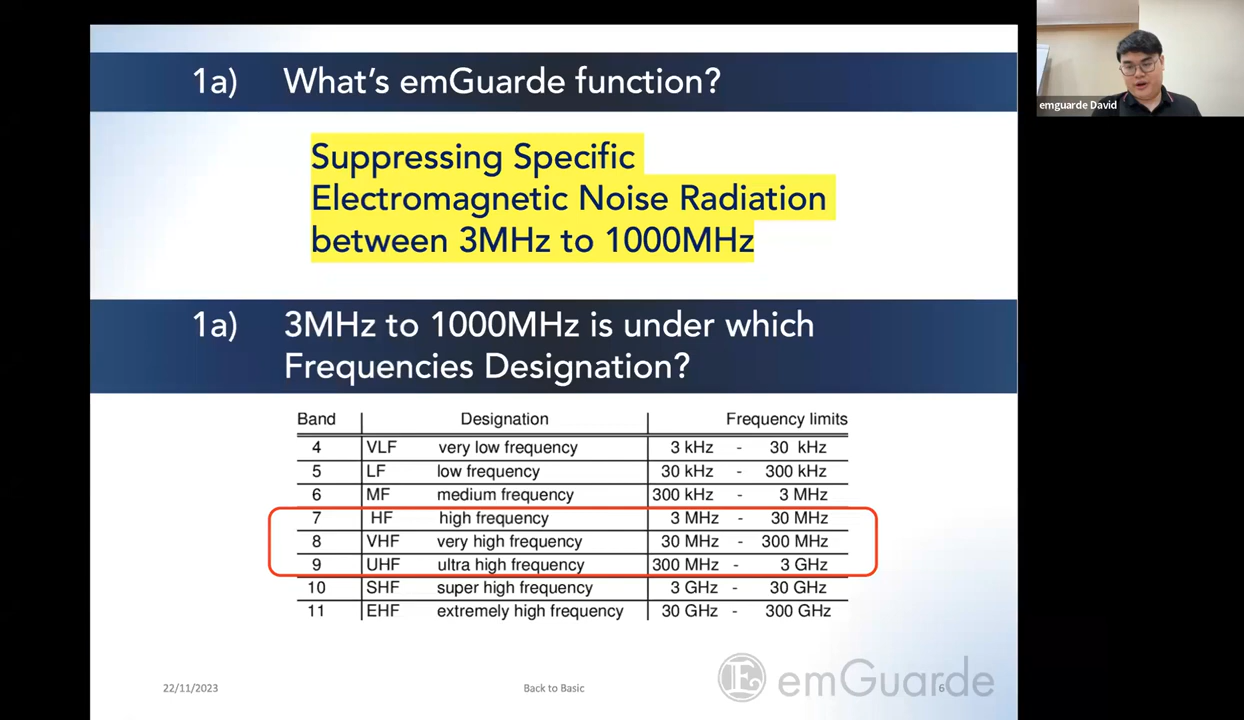 1a) What's emGuarde function?
Suppressing Specific
Electromagnetic Noise Radiation
between 3MHz to 1000MHz
1a) 3MHz to 1000MHz is under which
Frequencies Designation?
Band Designation Frequency limits
4 VLF very low frequency 3 kHz - 30 kHz
5 LF low frequency 30 kHz - 300 kHz
6 MF medium frequency 300 kHz - 3 MHz
7 HF high frequency 3 MHz - 30 MHz
8 VHF very high frequency 30 MHz - 300 MHz
9 UHF ultra high frequency 300 MHz - 3 GHz
10 SHF super high frequency 3 GHz - 30 GHz
11 EHF extremely high frequency 30 GHz - 300 GHz
22/11/2023 Back to Basic 6
emGuarde
emguarde David